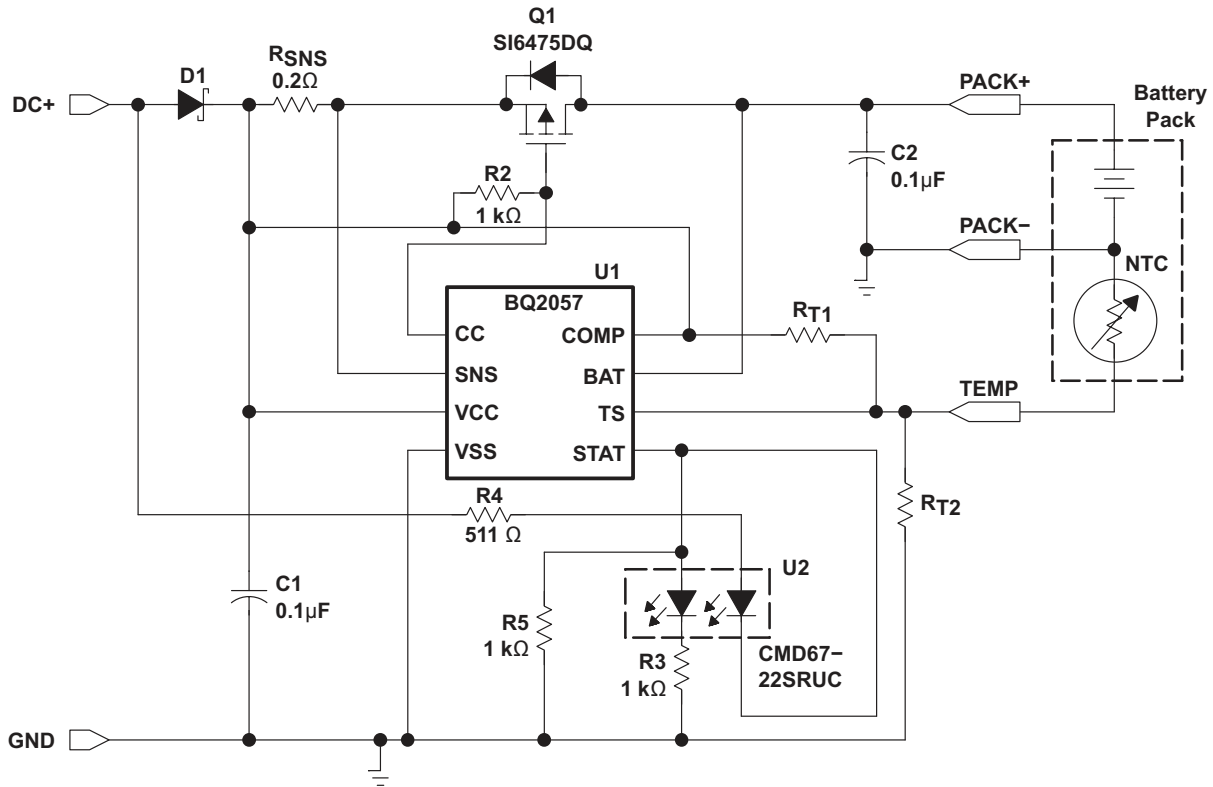 Q1
SI6475DQ
RSNS
0.2Ω
D1
DC+
PACK+
Battery
Pack
C2
0.1µF
R2
1 kΩ
PACK−
NTC
U1
BQ2057
CC
COMP
RT1
SNS
BAT
TEMP
VCC
TS
VSS
STAT
R4
511 Ω
RT2
U2
C1
0.1µF
R5
1 kΩ
R3
1 kΩ
CMD67−
22SRUC
GND